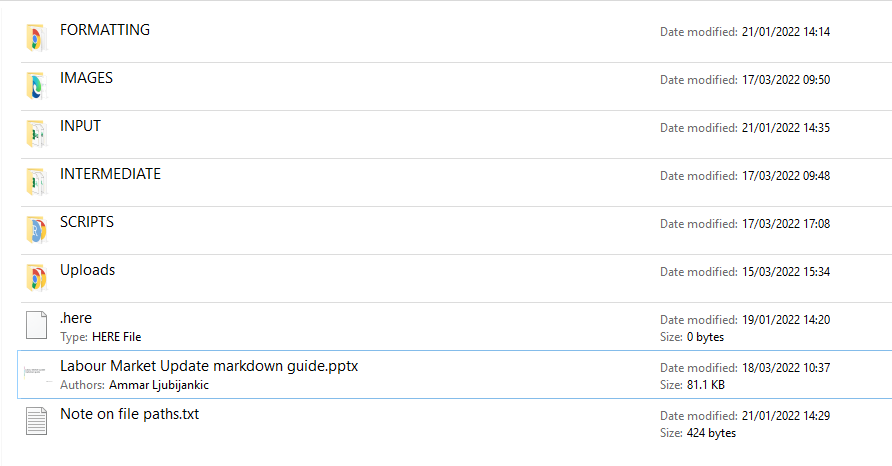 FORMATTING Date modified: 21/01/2022 14:14
IMAGES Date modified: 17/03/2022 09:50
INPUT Date modified: 21/01/2022 14:35
INTERMEDIATE Date modified: 17/03/2022 09:48
SCRIPTS Date modified: 17/03/2022 17:08
Uploads Date modified: 15/03/2022 15:34
.here Date modified: 19/01/2022 14:20
Type: HERE File Size: 0 bytes
Labour Market Update markdown guide.pptx Date modified: 18/03/2022 10:37
Authors: Ammar Ljubijankic Size: 81.1 KB
Note on file paths.txt Date modified: 21/01/2022 14:29
Size: 424 bytes